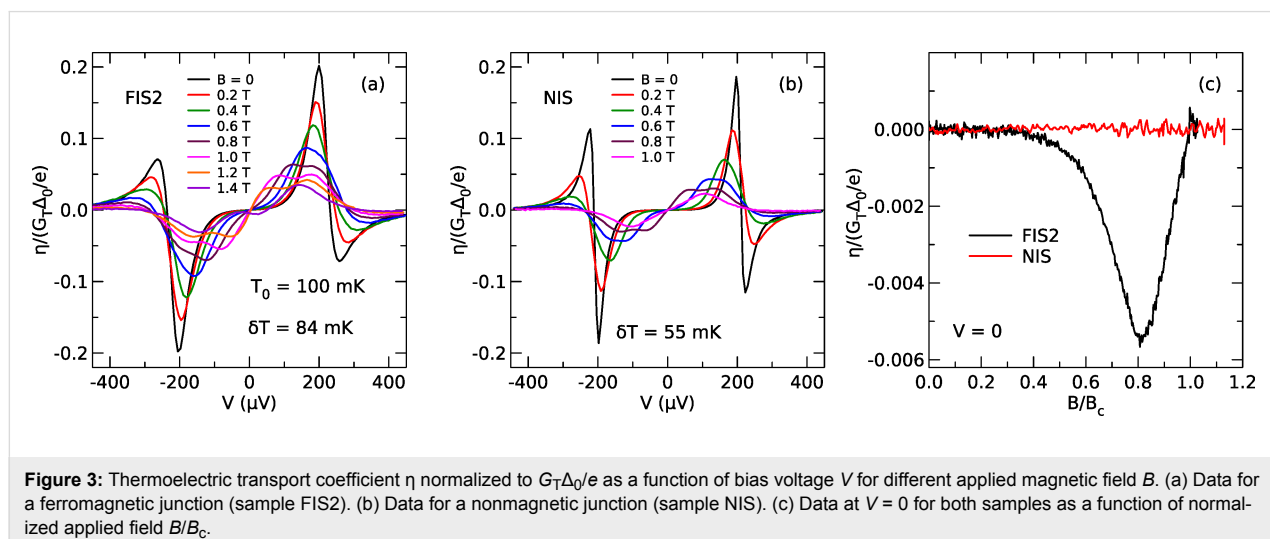 0.2
0.1
0.0
-0.1
-0.2
η/(G_TΔ_0/e)
-400 -200 0 200 400
V (μV)
FIS2
(a)
B = 0
0.2 T
0.4 T
0.6 T
0.8 T
1.0 T
1.2 T
1.4 T
T_0 = 100 mK
δT = 84 mK
0.2
0.1
0.0
-0.1
-0.2
η/(G_TΔ_0/e)
-400 -200 0 200 400
V (μV)
NIS
(b)
B = 0
0.2 T
0.4 T
0.6 T
0.8 T
1.0 T
δT = 55 mK
0.000
-0.002
-0.004
-0.006
η/(G_TΔ_0/e)
0.0 0.2 0.4 0.6 0.8 1.0 1.2
B/B_c
(c)
FIS2
NIS
V = 0
Figure 3: Thermoelectric transport coefficient η normalized to G_TΔ_0/e as a function of bias voltage V for different applied magnetic field B. (a) Data for
a ferromagnetic junction (sample FIS2). (b) Data for a nonmagnetic junction (sample NIS). (c) Data at V = 0 for both samples as a function of normal-
ized applied field B/B_c.